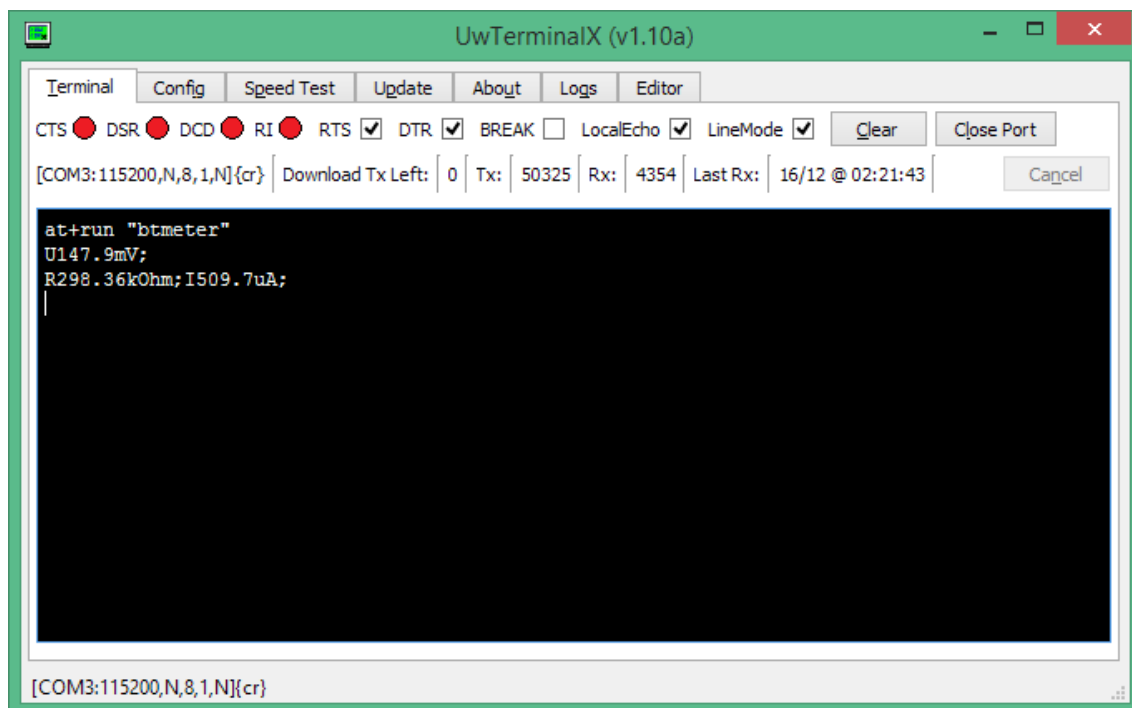 UwTerminalX (v1.10a)
Terminal Config Speed Test Update About Logs Editor
CTS DSR DCD RI RTS DTR BREAK LocalEcho LineMode Clear Close Port
[COM3:115200,N,8,1,N]{cr} Download Tx Left: 0 Tx: 50325 Rx: 4354 Last Rx: 16/12 @ 02:21:43 Cancel
at+run "btmeter"
U147.9mV;
R298.36kOhm;I509.7uA;
[COM3:115200,N,8,1,N]{cr}